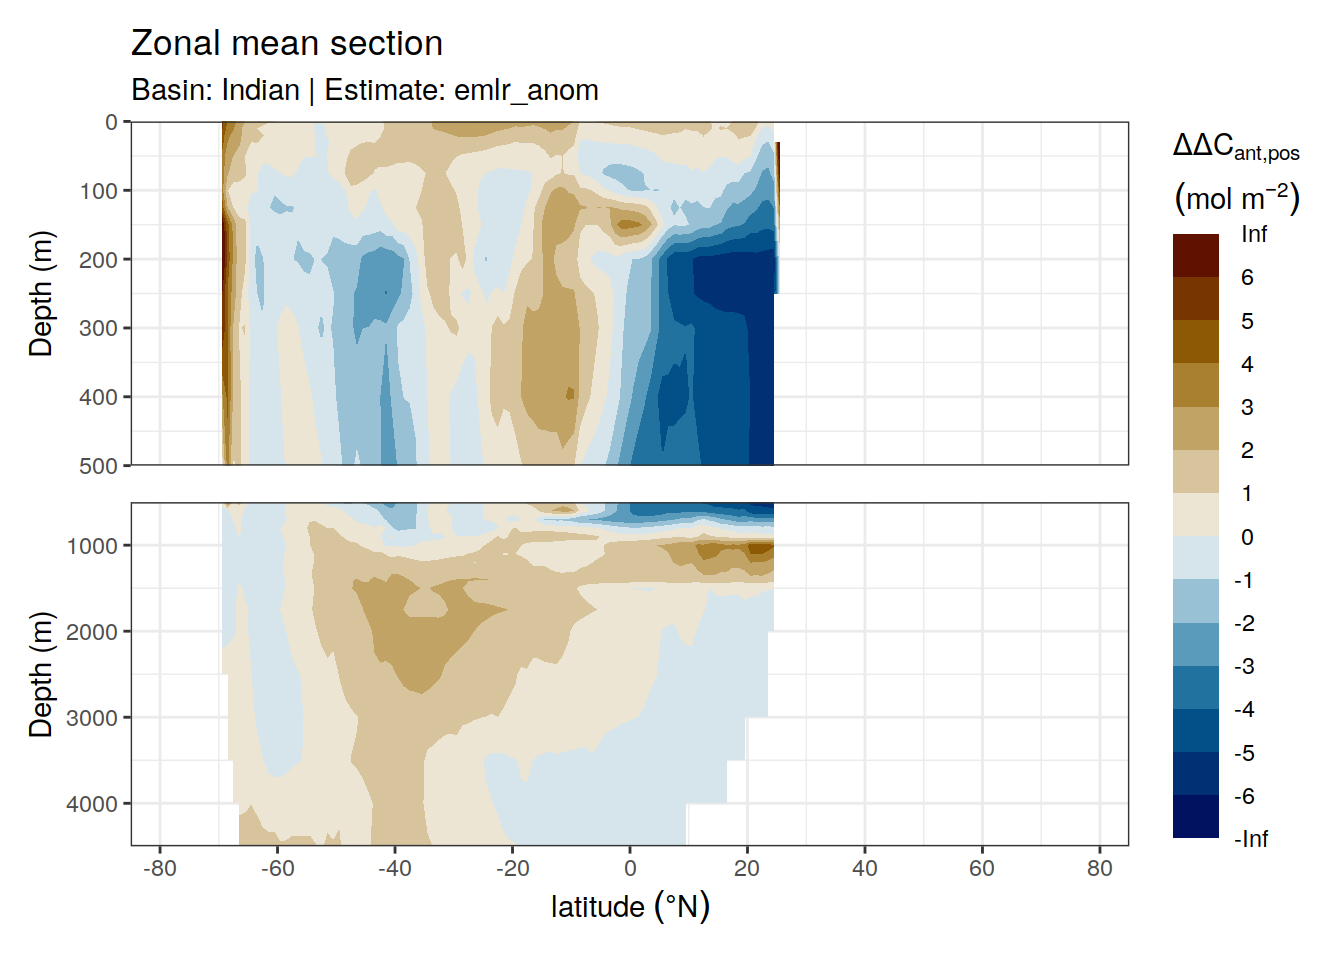 Zonal mean section
Basin: Indian | Estimate: emlr_anom
ΔΔCant,pos
(mol m−2)
Inf
6
5
4
3
2
1
0
-1
-2
-3
-4
-5
-6
-Inf
Depth (m)
0
100
200
300
400
500
Depth (m)
1000
2000
3000
4000
-80 -60 -40 -20 0 20 40 60 80
latitude (°N)